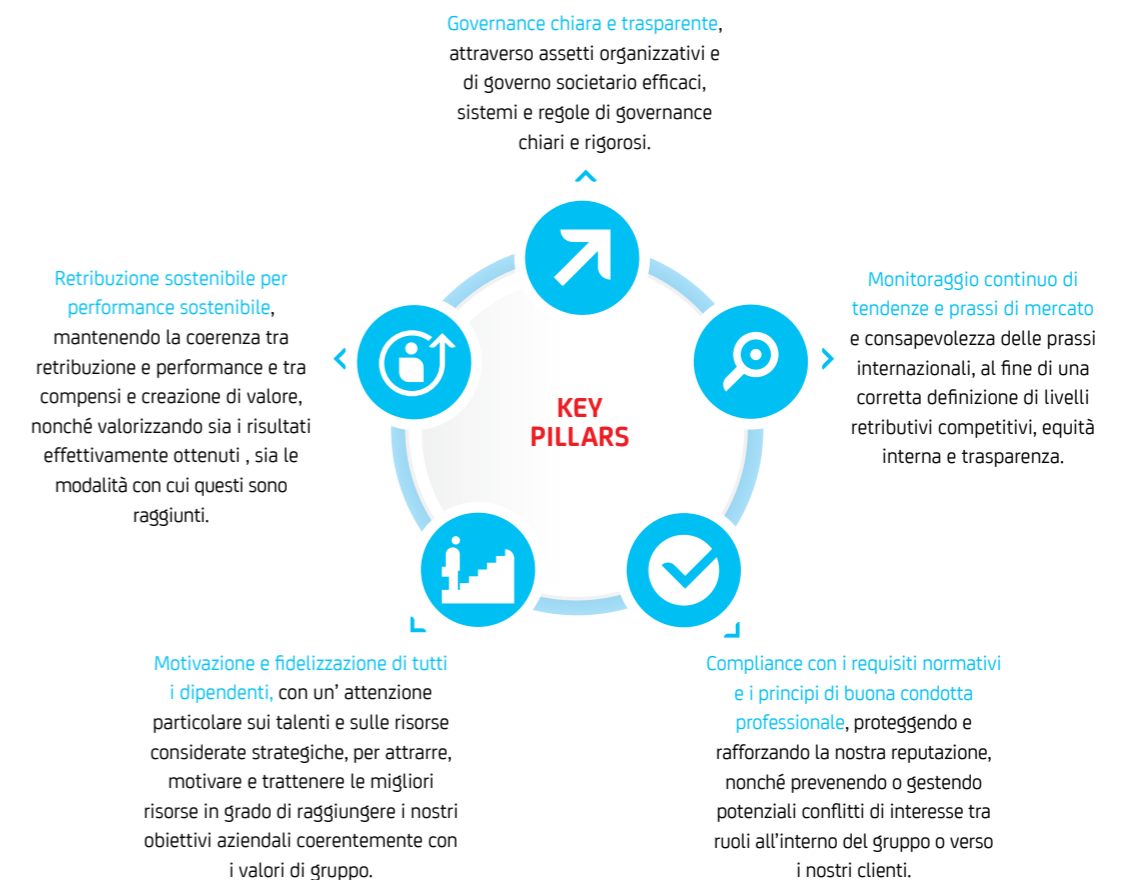 Governance chiara e trasparente,
attraverso assetti organizzativi e
di governo societario efficaci,
sistemi e regole di governance
chiari e rigorosi.
Retribuzione sostenibile per
performance sostenibile,
mantenendo la coerenza tra
retribuzione e performance e tra
compensi e creazione di valore,
nonché valorizzando sia i risultati
effettivamente ottenuti , sia le
modalità con cui questi sono
raggiunti.
KEY
PILLARS
Monitoraggio continuo di
tendenze e prassi di mercato
e consapevolezza delle prassi
internazionali, al fine di una
corretta definizione di livelli
retributivi competitivi, equità
interna e trasparenza.
Motivazione e fidelizzazione di tutti
i dipendenti, con un' attenzione
particolare sui talenti e sulle risorse
considerate strategiche, per attrarre,
motivare e trattenere le migliori
risorse in grado di raggiungere i nostri
obiettivi aziendali coerentemente con
i valori di gruppo.
Compliance con i requisiti normativi
e i principi di buona condotta
professionale, proteggendo e
rafforzando la nostra reputazione,
nonché prevenendo o gestendo
potenziali conflitti di interesse tra
ruoli all'interno del gruppo o verso
i nostri clienti.